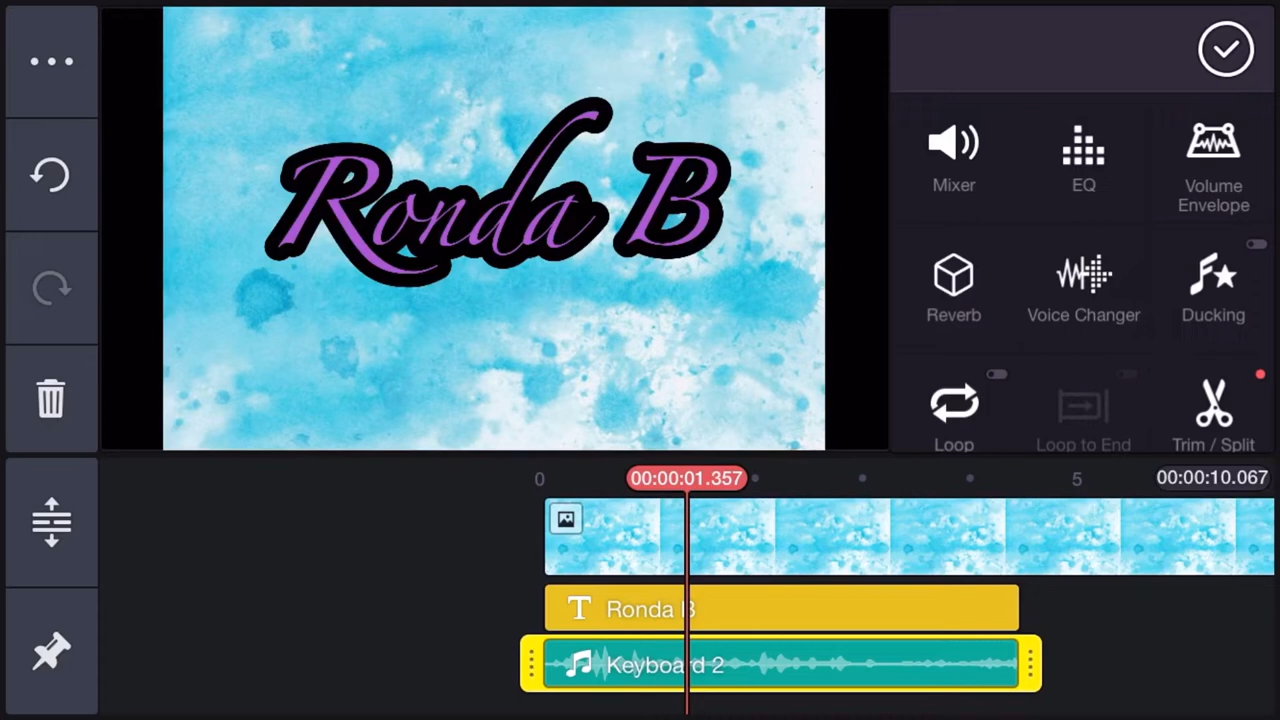 Ronda B
Mixer
EQ
Volume
Envelope
Reverb
Voice Changer
Ducking
Loop
Loop to End
Trim / Split
0
00:00:01.357
5
00:00:10.067
T Ronda B
Keyboard 2